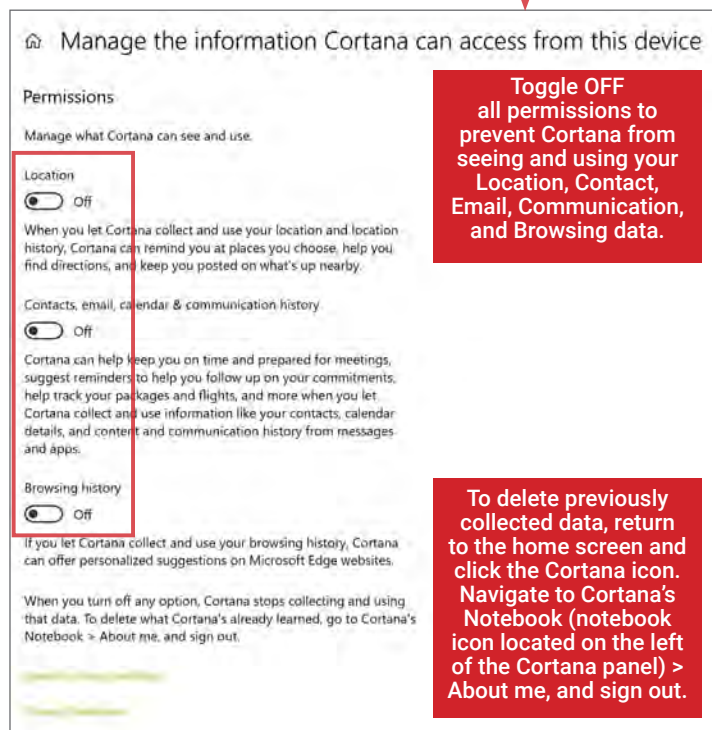 Manage the information Cortana can access from this device
Permissions
Manage what Cortana can see and use.
Location
Off
When you let Cortana collect and use your location and location
history, Cortana can remind you at places you choose, help you
find directions, and keep you posted on what's up nearby.
Contacts, email, calendar & communication history
Off
Cortana can help keep you on time and prepared for meetings,
suggest reminders to help you follow up on your commitments,
help track your packages and flights, and more when you let
Cortana collect and use information like your contacts, calendar
details, and content and communication history from messages
and apps.
Browsing history
Off
If you let Cortana collect and use your browsing history, Cortana
can offer personalized suggestions on Microsoft Edge websites.
When you turn off any option, Cortana stops collecting and using
that data. To delete what Cortana's already learned, go to Cortana's
Notebook > About me, and sign out.
Toggle OFF
all permissions to
prevent Cortana from
seeing and using your
Location, Contact,
Email, Communication,
and Browsing data.
To delete previously
collected data, return
to the home screen and
click the Cortana icon.
Navigate to Cortana's
Notebook (notebook
icon located on the left
of the Cortana panel) >
About me, and sign out.